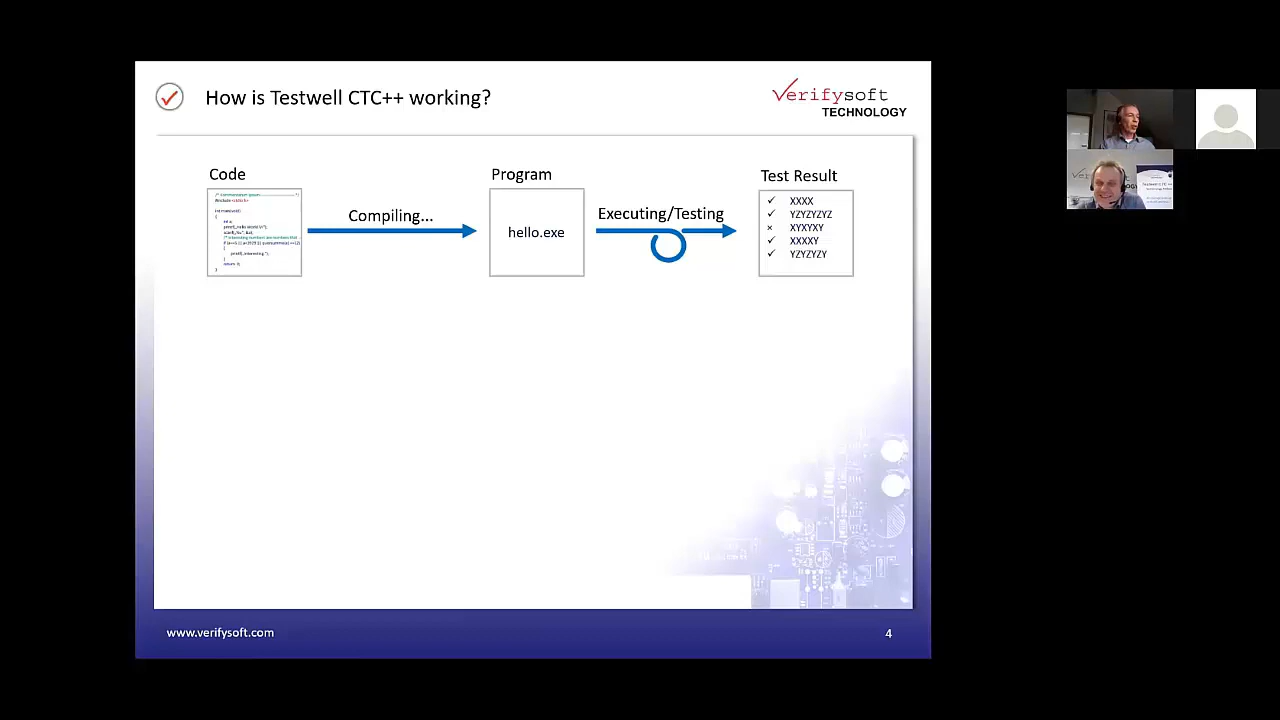 How is Testwell CTC++ working?
Verifysoft
TECHNOLOGY
Code
Compiling...
Program
hello.exe
Executing/Testing
Test Result
✓ XXXX
✓ YZYZYZYZ
× XYXYXY
✓ XXXXY
✓ YZYZYZY
www.verifysoft.com
4